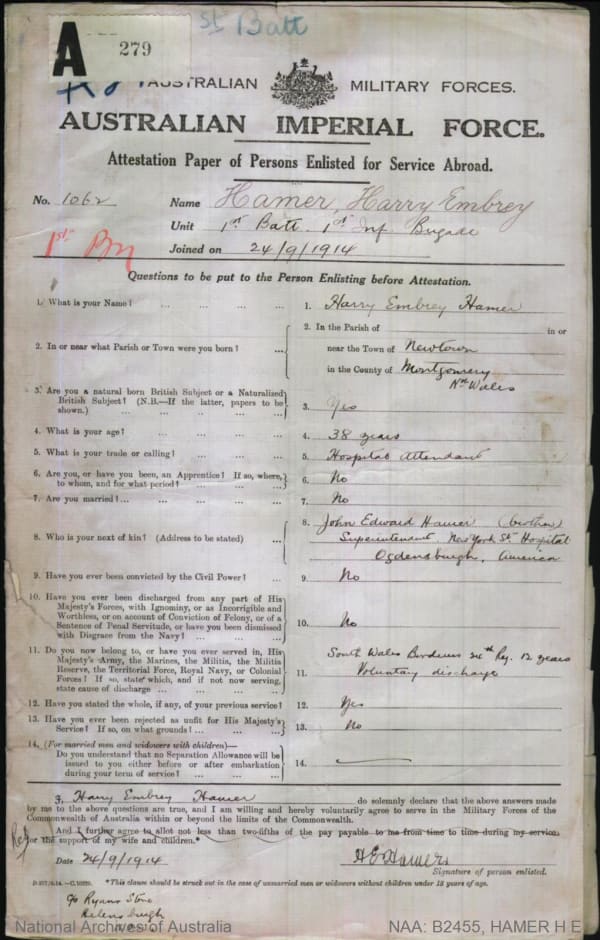 A 279
st Batt
AUSTRALIAN MILITARY FORCES.
AUSTRALIAN IMPERIAL FORCE.
Attestation Paper of Persons Enlisted for Service Abroad.
No. 1062 Name Hamer, Harry Embrey
Unit 1st Batt. 1st Inf Brigade
1st Bn
Joined on 24/9/1914
Questions to be put to the Person Enlisting before Attestation.
1. What is your Name? ... ... ... ... 1. Harry Embrey Hamer
2. In or near what Parish or Town were you born? ... 2. In the Parish of in or
near the Town of Newtown
in the County of Montgomery
Nth Wales
3. Are you a natural born British Subject or a Naturalized
British Subject? (N.B.—If the latter, papers to be
shown.) ... ... ... ... ... 3. Yes
4. What is your age? ... ... ... ... 4. 38 years
5. What is your trade or calling? ... ... ... 5. Hospital Attendant
6. Are you, or have you been, an Apprentice? If so, where,
to whom, and for what period? ... ... ... 6. No
7. Are you married? ... ... ... ... ... 7. No
8. Who is your next of kin? (Address to be stated) ... 8. John Edward Hamer (brother)
Superintendant. New York St. Hospital
Ogdensburgh, America
9. Have you ever been convicted by the Civil Power? ... 9. No
10. Have you ever been discharged from any part of His
Majesty's Forces, with Ignominy, or as Incorrigible and
Worthless, or on account of Conviction of Felony, or of a
Sentence of Penal Servitude, or have you been dismissed
with Disgrace from the Navy? ... ... ... 10. No
11. Do you now belong to, or have you ever served in, His
Majesty's Army, the Marines, the Militia, the Militia
Reserve, the Territorial Force, Royal Navy, or Colonial
Forces? If so, state which, and if not now serving,
state cause of discharge ... ... ... ... 11. South Wales Borderers 24th Reg. 12 years
Voluntary discharge
12. Have you stated the whole, if any, of your previous service? 12. Yes
13. Have you ever been rejected as unfit for His Majesty's
Service? If so, on what grounds? ... ... ... 13. No
14. (For married men and widowers with children)—
Do you understand that no Separation Allowance will be
issued to you either before or after embarkation
during your term of service? ... ... ... 14.
I, Harry Embrey Hamer do solemnly declare that the above answers made
by me to the above questions are true, and I am willing and hereby voluntarily agree to serve in the Military Forces of the
Commonwealth of Australia within or beyond the limits of the Commonwealth.
And I further agree to allot not less than two-fifths of the pay payable to me from time to time during my service
for the support of my wife and children.*
Date 24/9/1914 H E Hamer
Signature of person enlisted.
*This clause should be struck out in the case of unmarried men or widowers without children under 18 years of age.
c/o Ryans Store
Helensburgh
National Archives of Australia NAA: B2455, HAMER H E